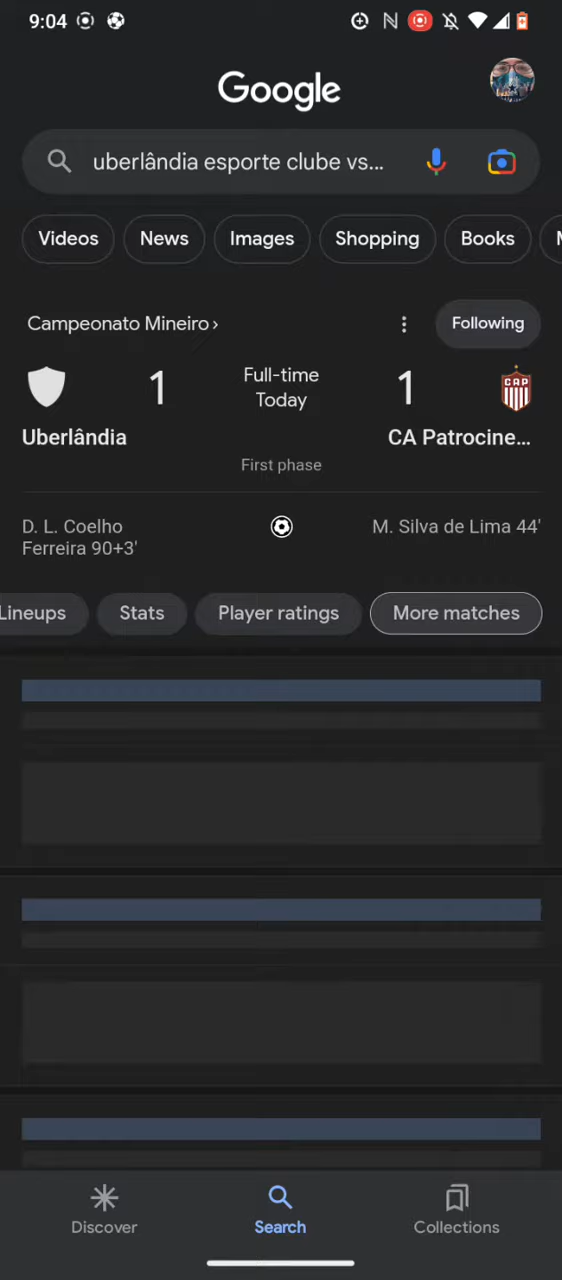 9:04
Google
uberlândia esporte clube vs...
Videos News Images Shopping Books
Campeonato Mineiro ›
Following
1 Full-time 1
Today
CAP
Uberlândia CA Patrocine...
First phase
D. L. Coelho M. Silva de Lima 44'
Ferreira 90+3'
Lineups Stats Player ratings More matches
Discover Search Collections